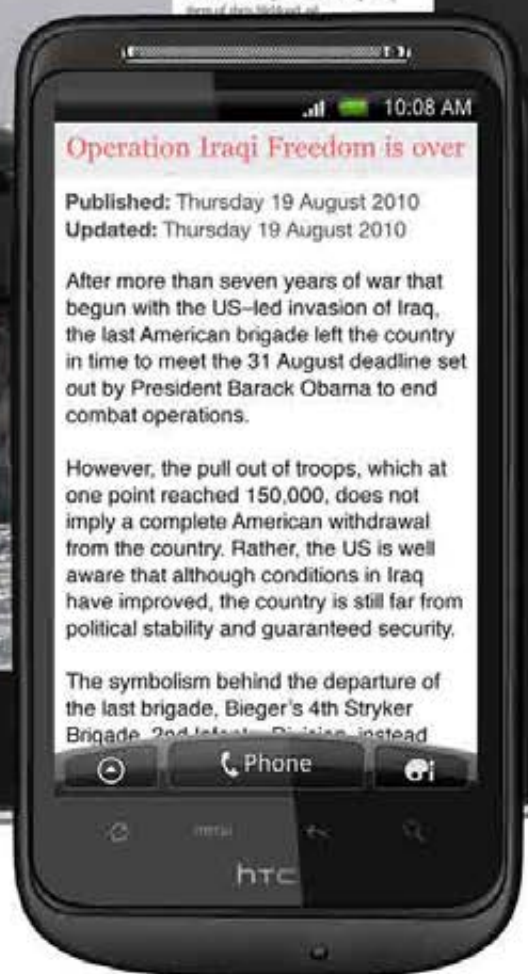 10:08 AM
Operation Iraqi Freedom is over
Published: Thursday 19 August 2010
Updated: Thursday 19 August 2010
After more than seven years of war that
begun with the US-led invasion of Iraq,
the last American brigade left the country
in time to meet the 31 August deadline set
out by President Barack Obama to end
combat operations.
However, the pull out of troops, which at
one point reached 150,000, does not
imply a complete American withdrawal
from the country. Rather, the US is well
aware that although conditions in Iraq
have improved, the country is still far from
political stability and guaranteed security.
The symbolism behind the departure of
the last brigade, Bieger's 4th Stryker
Brigade, 2nd Division, instead
Phone
menu
hTC